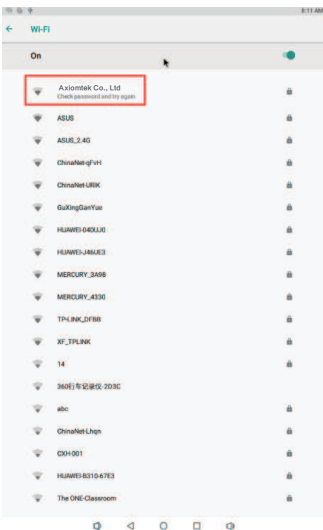 8:11 AM
Wi-Fi
On
Axiomtek Co., Ltd
Check password and try again
ASUS
ASUS_2.4G
ChinaNet-qFvH
ChinaNet-URIK
GuXingGanYue
HUAWEI-040UJ0
HUAWEI-J46UE3
MERCURY_3A98
MERCURY_4330
TP-LINK_DFBB
XF_TPLINK
14
360行车记录仪-2D3C
abc
ChinaNet-Lhqn
CXH-001
HUAWEI-B310-67E3
The ONE-Classroom